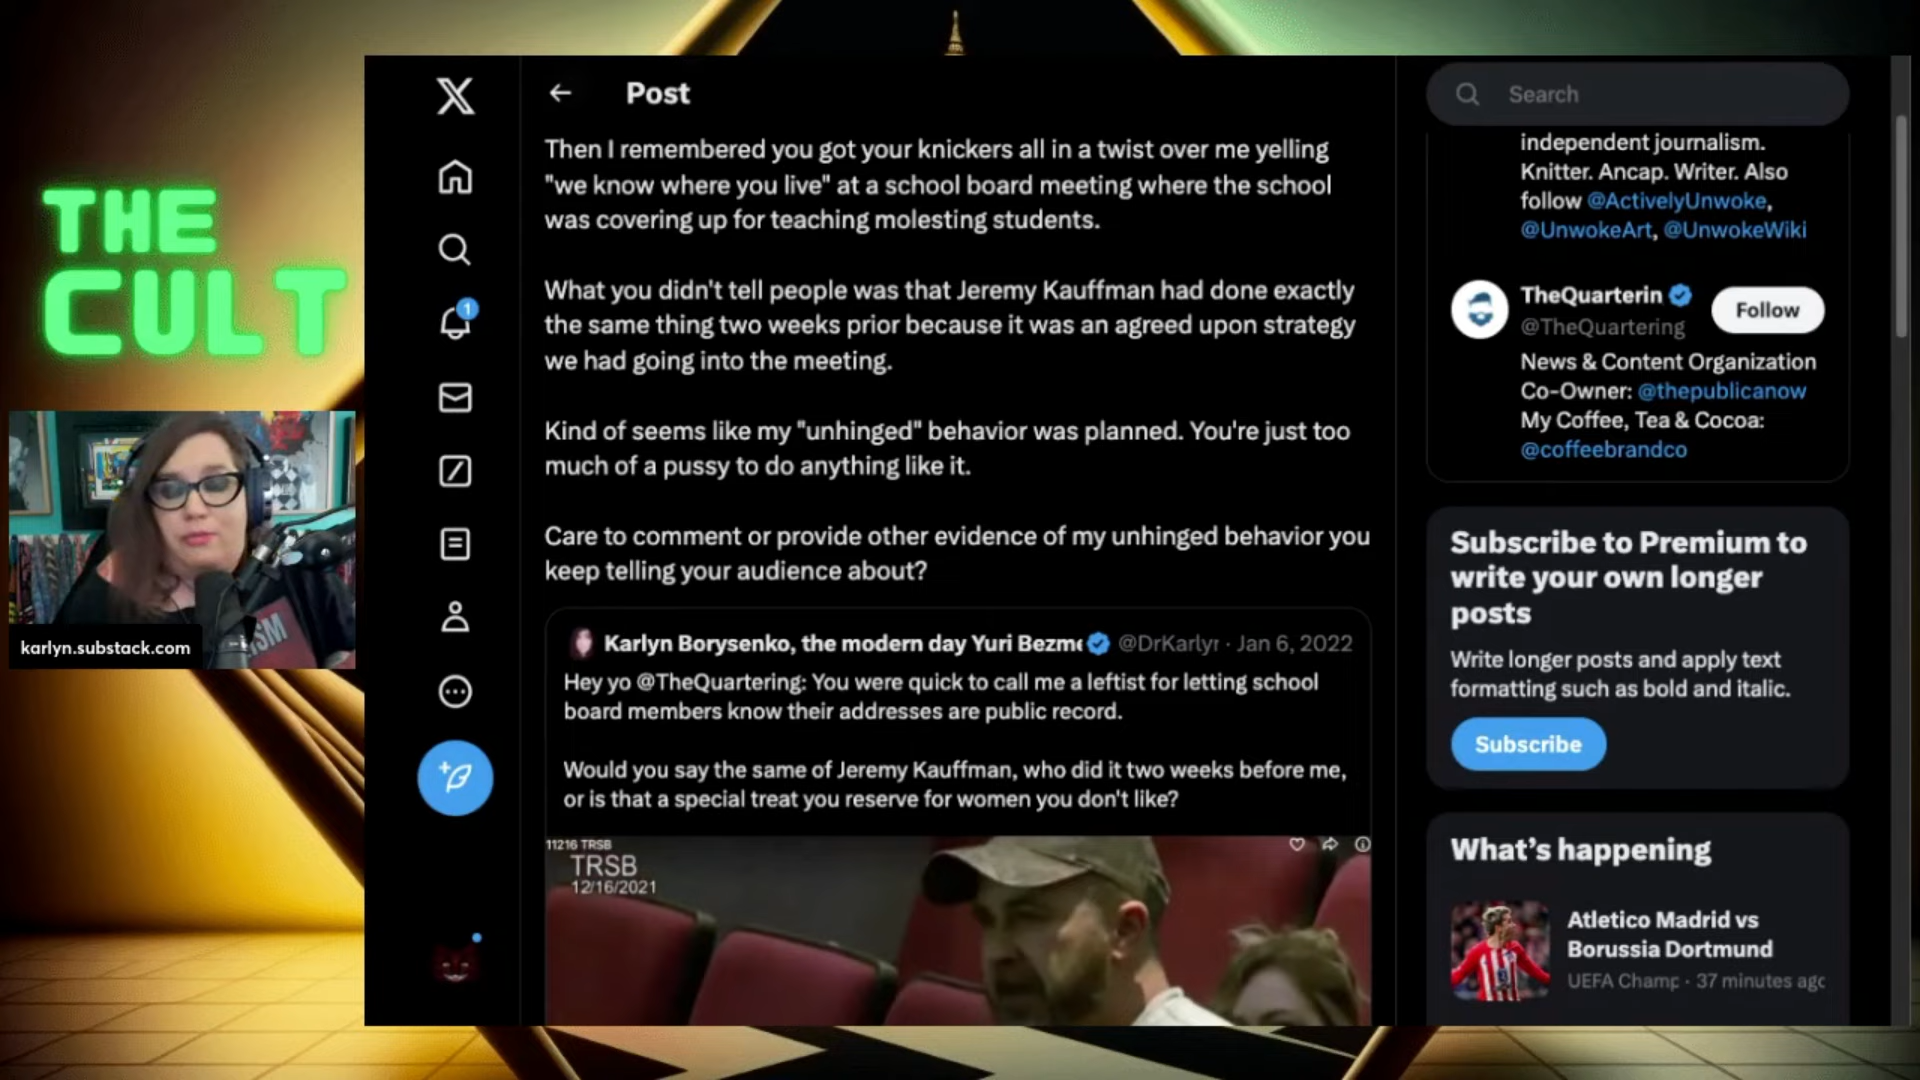 THE
CULT
karlyn.substack.com
X
Post
Then I remembered you got your knickers all in a twist over me yelling
"we know where you live" at a school board meeting where the school
was covering up for teaching molesting students.
What you didn't tell people was that Jeremy Kauffman had done exactly
the same thing two weeks prior because it was an agreed upon strategy
we had going into the meeting.
Kind of seems like my "unhinged" behavior was planned. You're just too
much of a pussy to do anything like it.
Care to comment or provide other evidence of my unhinged behavior you
keep telling your audience about?
Karlyn Borysenko, the modern day Yuri Bezme @DrKarlyn · Jan 6, 2022
Hey yo @TheQuartering: You were quick to call me a leftist for letting school
board members know their addresses are public record.
Would you say the same of Jeremy Kauffman, who did it two weeks before me,
or is that a special treat you reserve for women you don't like?
11216 TRSB
TRSB
12/16/2021
1
Search
independent journalism.
Knitter. Ancap. Writer. Also
follow @ActivelyUnwoke,
@UnwokeArt, @UnwokeWiki
TheQuarterin
Follow
@TheQuartering
News & Content Organization
Co-Owner: @thepublicanow
My Coffee, Tea & Cocoa:
@coffeebrandco
Subscribe to Premium to
write your own longer
posts
Write longer posts and apply text
formatting such as bold and italic.
Subscribe
What's happening
Atletico Madrid vs
Borussia Dortmund
UEFA Champ · 37 minutes ago